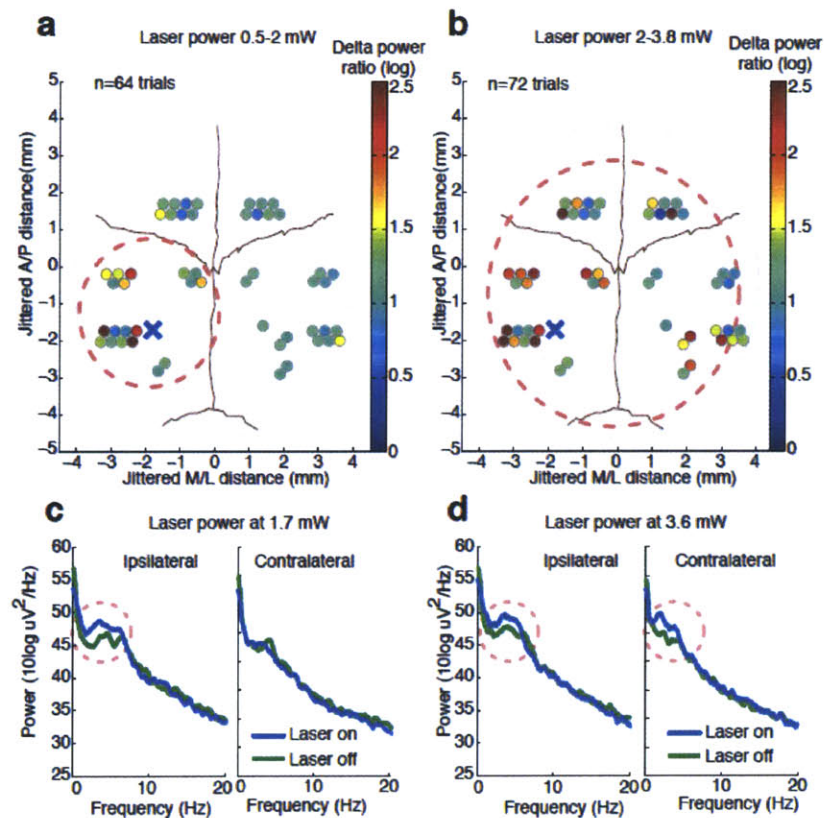 a
Laser power 0.5-2 mW
Delta power
ratio (log)
n=64 trials
Jittered A/P distance(mm)
5
4
3
2
1
0
−1
−2
−3
−4
−5
−4 −3 −2 −1 0 1 2 3 4
Jittered M/L distance (mm)
2.5
2
1.5
1
0.5
0
b
Laser power 2-3.8 mW
Delta power
ratio (log)
n=72 trials
Jittered A/P distance(mm)
5
4
3
2
1
0
−1
−2
−3
−4
−5
−4 −3 −2 −1 0 1 2 3 4
Jittered M/L distance (mm)
2.5
2
1.5
1
0.5
0
c
Laser power at 1.7 mW
Ipsilateral
Contralateral
Power (10log uV²/Hz)
60
55
50
45
40
35
30
25
Laser on
Laser off
0 10 20
0 10 20
Frequency (Hz)
Frequency (Hz)
d
Laser power at 3.6 mW
Ipsilateral
Contralateral
Power (10log uV²/Hz)
60
55
50
45
40
35
30
25
Laser on
Laser off
0 10 20
0 10 20
Frequency (Hz)
Frequency (Hz)